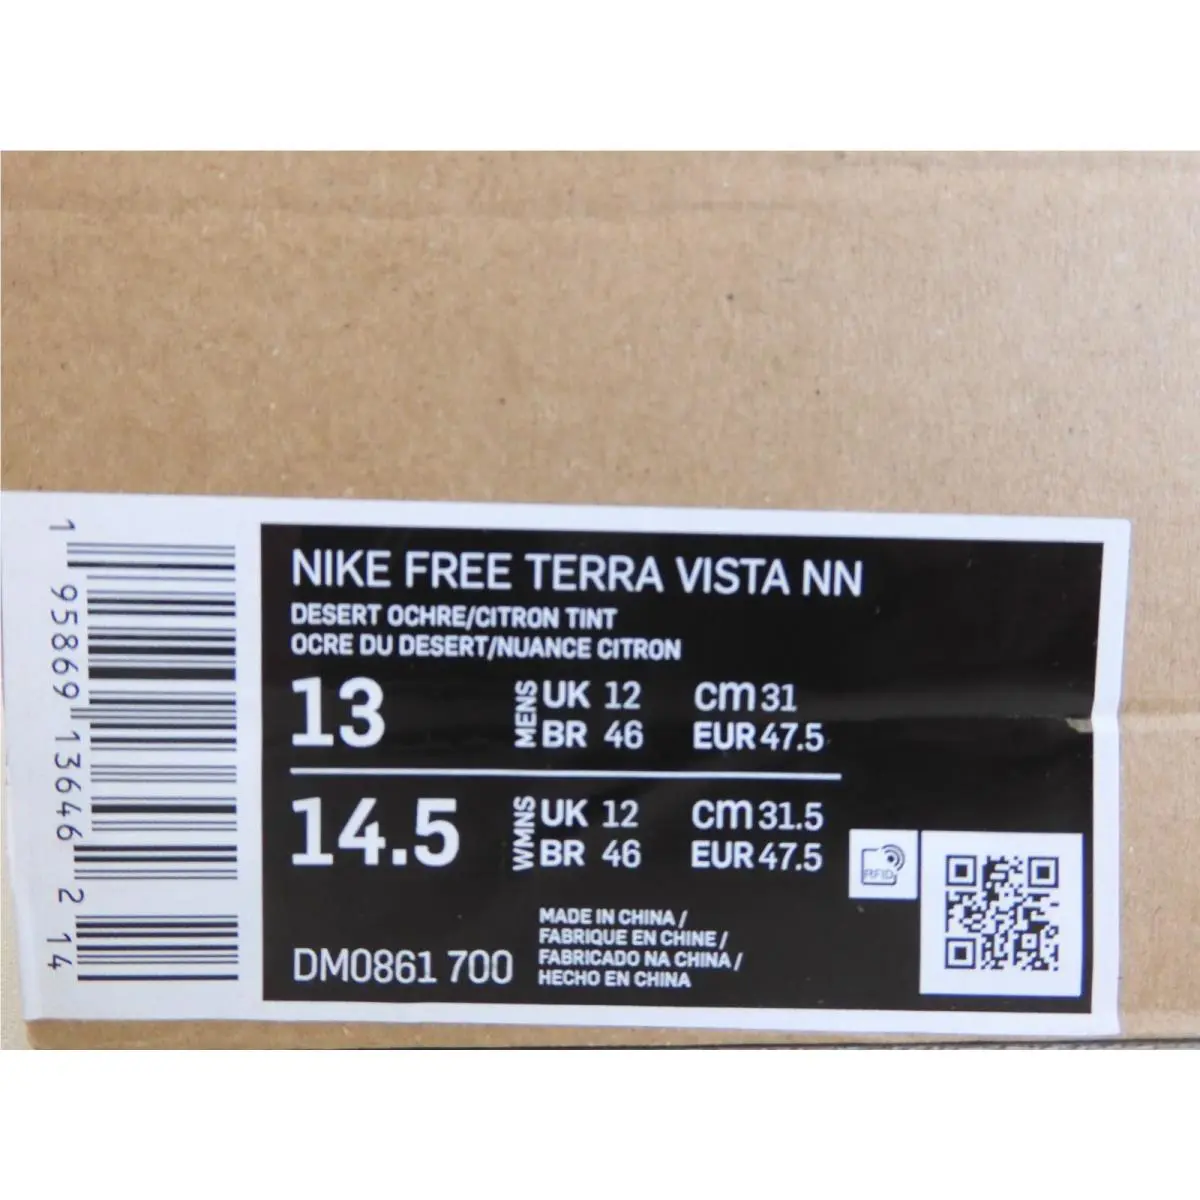 NIKE FREE TERRA VISTA NN
DESERT OCHRE/CITRON TINT
OCRE DU DESERT/NUANCE CITRON
13 MENS UK 12 cm 31
BR 46 EUR 47.5
14.5 WMNS UK 12 cm 31.5
BR 46 EUR 47.5
DM0861 700
MADE IN CHINA /
FABRIQUE EN CHINE /
FABRICADO NA CHINA /
HECHO EN CHINA
RFID
1 95869 13646 2 14